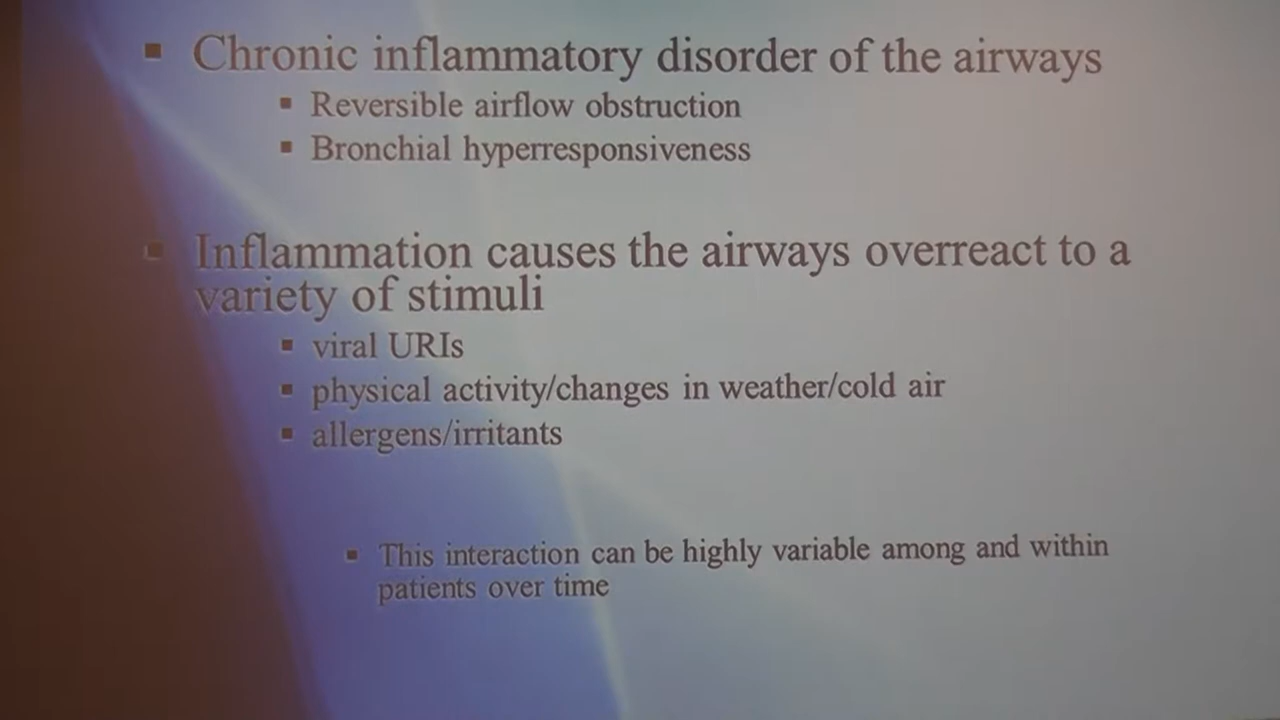 Chronic inflammatory disorder of the airways
Reversible airflow obstruction
Bronchial hyperresponsiveness
Inflammation causes the airways overreact to a
variety of stimuli
viral URIs
physical activity/changes in weather/cold air
allergens/irritants
This interaction can be highly variable among and within
patients over time